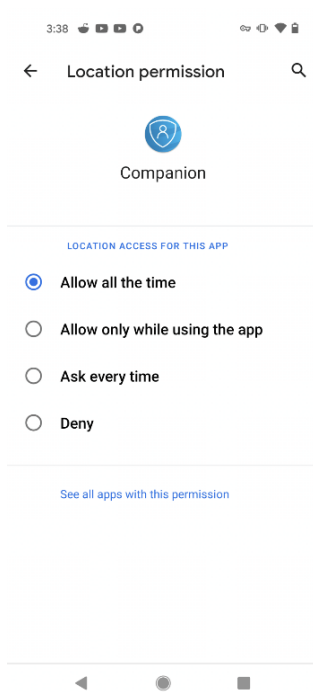 3:38
Location permission
Companion
LOCATION ACCESS FOR THIS APP
Allow all the time
Allow only while using the app
Ask every time
Deny
See all apps with this permission